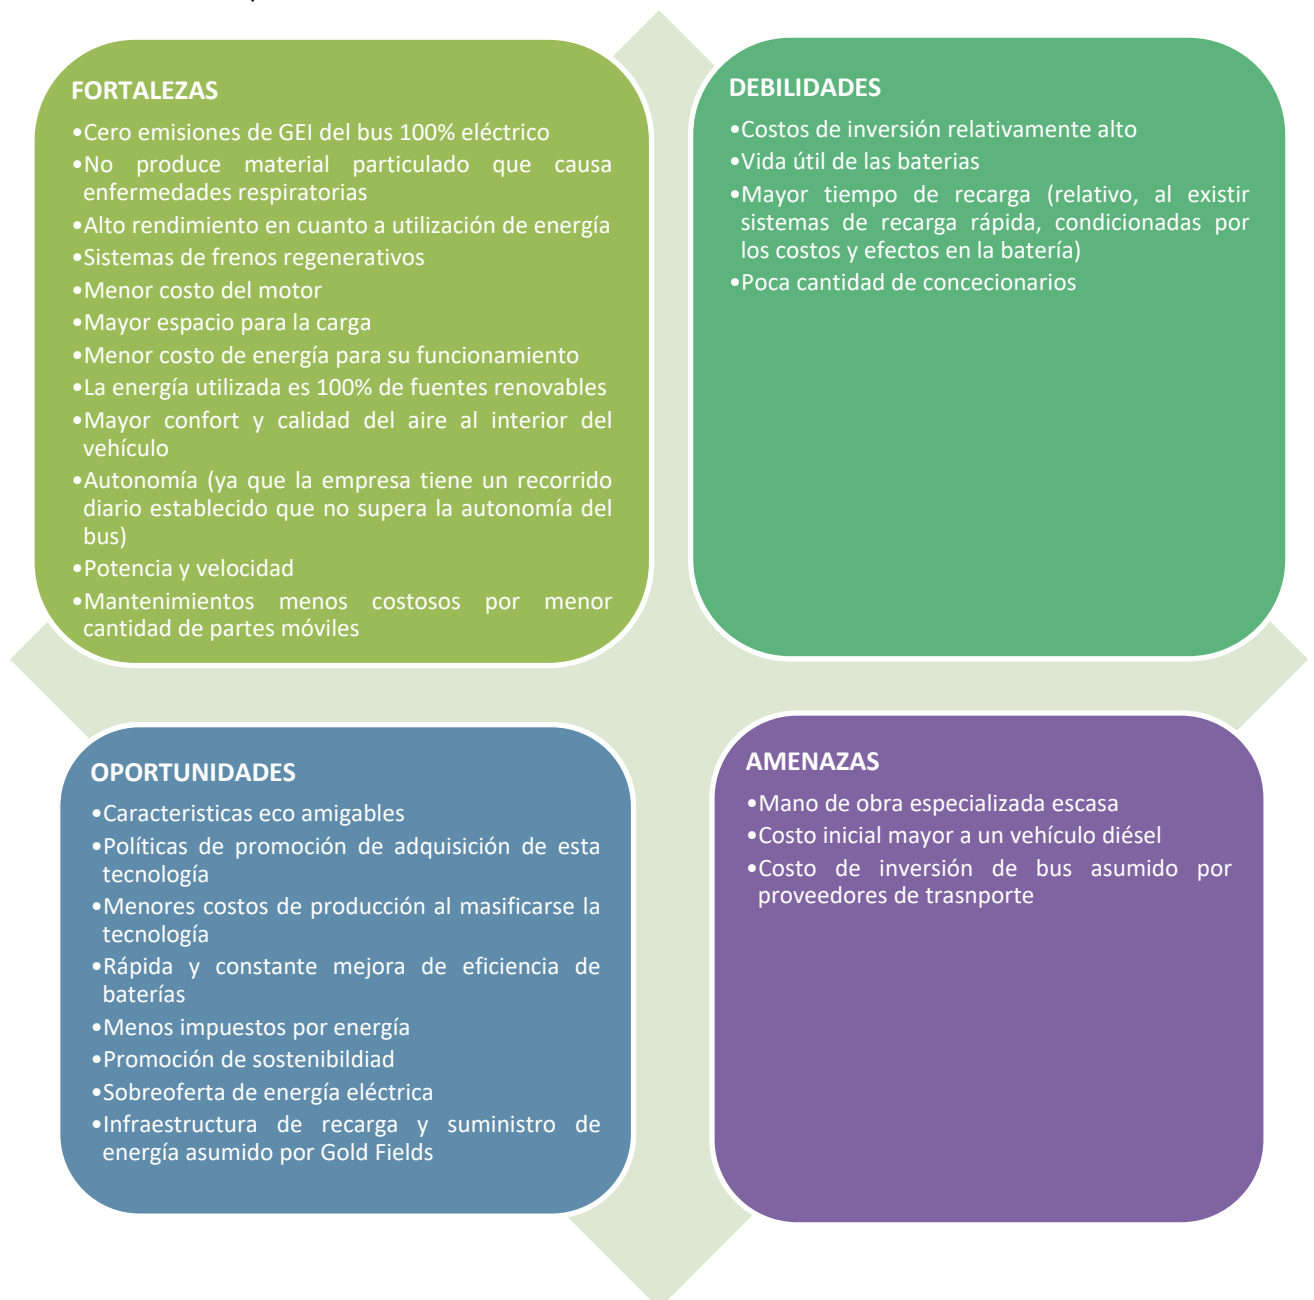 FORTALEZAS
•Cero emisiones de GEI del bus 100% eléctrico
•No produce material particulado que causa
enfermedades respiratorias
•Alto rendimiento en cuanto a utilización de energía
•Sistemas de frenos regenerativos
•Menor costo del motor
•Mayor espacio para la carga
•Menor costo de energía para su funcionamiento
•La energía utilizada es 100% de fuentes renovables
•Mayor confort y calidad del aire al interior del
vehículo
•Autonomía (ya que la empresa tiene un recorrido
diario establecido que no supera la autonomía del
bus)
•Potencia y velocidad
•Mantenimientos menos costosos por menor
cantidad de partes móviles
DEBILIDADES
•Costos de inversión relativamente alto
•Vida útil de las baterias
•Mayor tiempo de recarga (relativo, al existir
sistemas de recarga rápida, condicionadas por
los costos y efectos en la batería)
•Poca cantidad de concecionarios
OPORTUNIDADES
•Caracteristicas eco amigables
•Políticas de promoción de adquisición de esta
tecnología
•Menores costos de producción al masificarse la
tecnología
•Rápida y constante mejora de eficiencia de
baterías
•Menos impuestos por energía
•Promoción de sostenibildiad
•Sobreoferta de energía eléctrica
•Infraestructura de recarga y suministro de
energía asumido por Gold Fields
AMENAZAS
•Mano de obra especializada escasa
•Costo inicial mayor a un vehículo diésel
•Costo de inversión de bus asumido por
proveedores de trasnporte